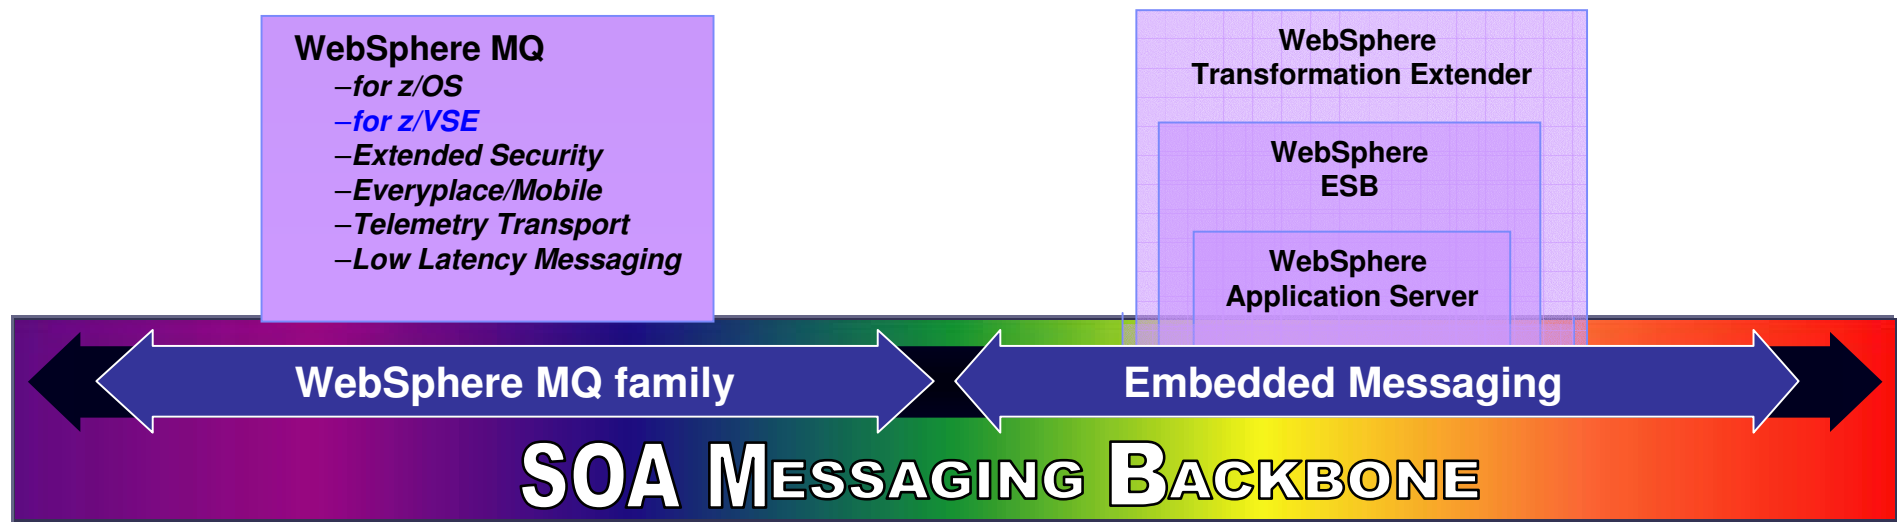 WebSphere MQ
–for z/OS
–for z/VSE
–Extended Security
–Everyplace/Mobile
–Telemetry Transport
–Low Latency Messaging
WebSphere
Transformation Extender
WebSphere
ESB
WebSphere
Application Server
WebSphere MQ family
Embedded Messaging
SOA MESSAGING BACKBONE